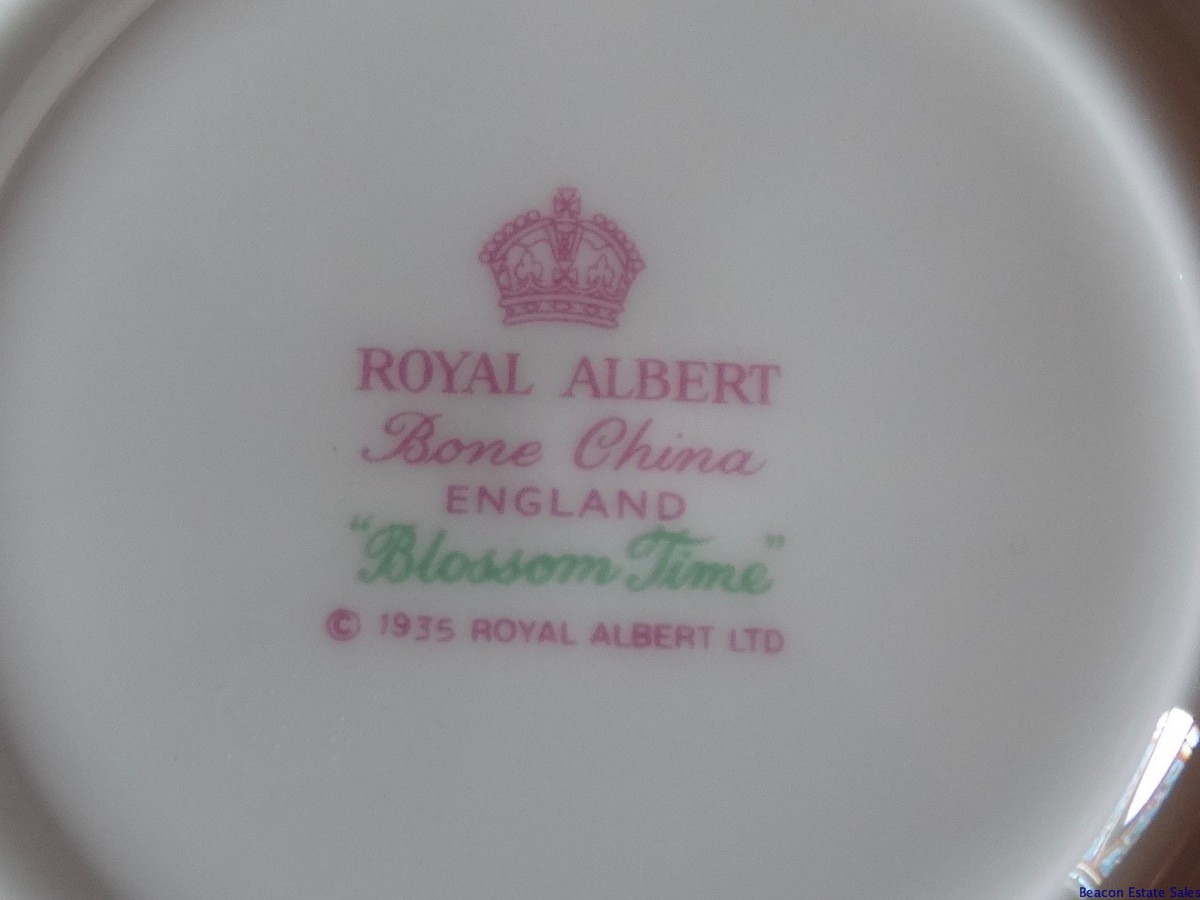 ROYAL ALBERT
Bone China
ENGLAND
"Blossom Time"
© 1935 ROYAL ALBERT LTD
Beacon Estate Sales